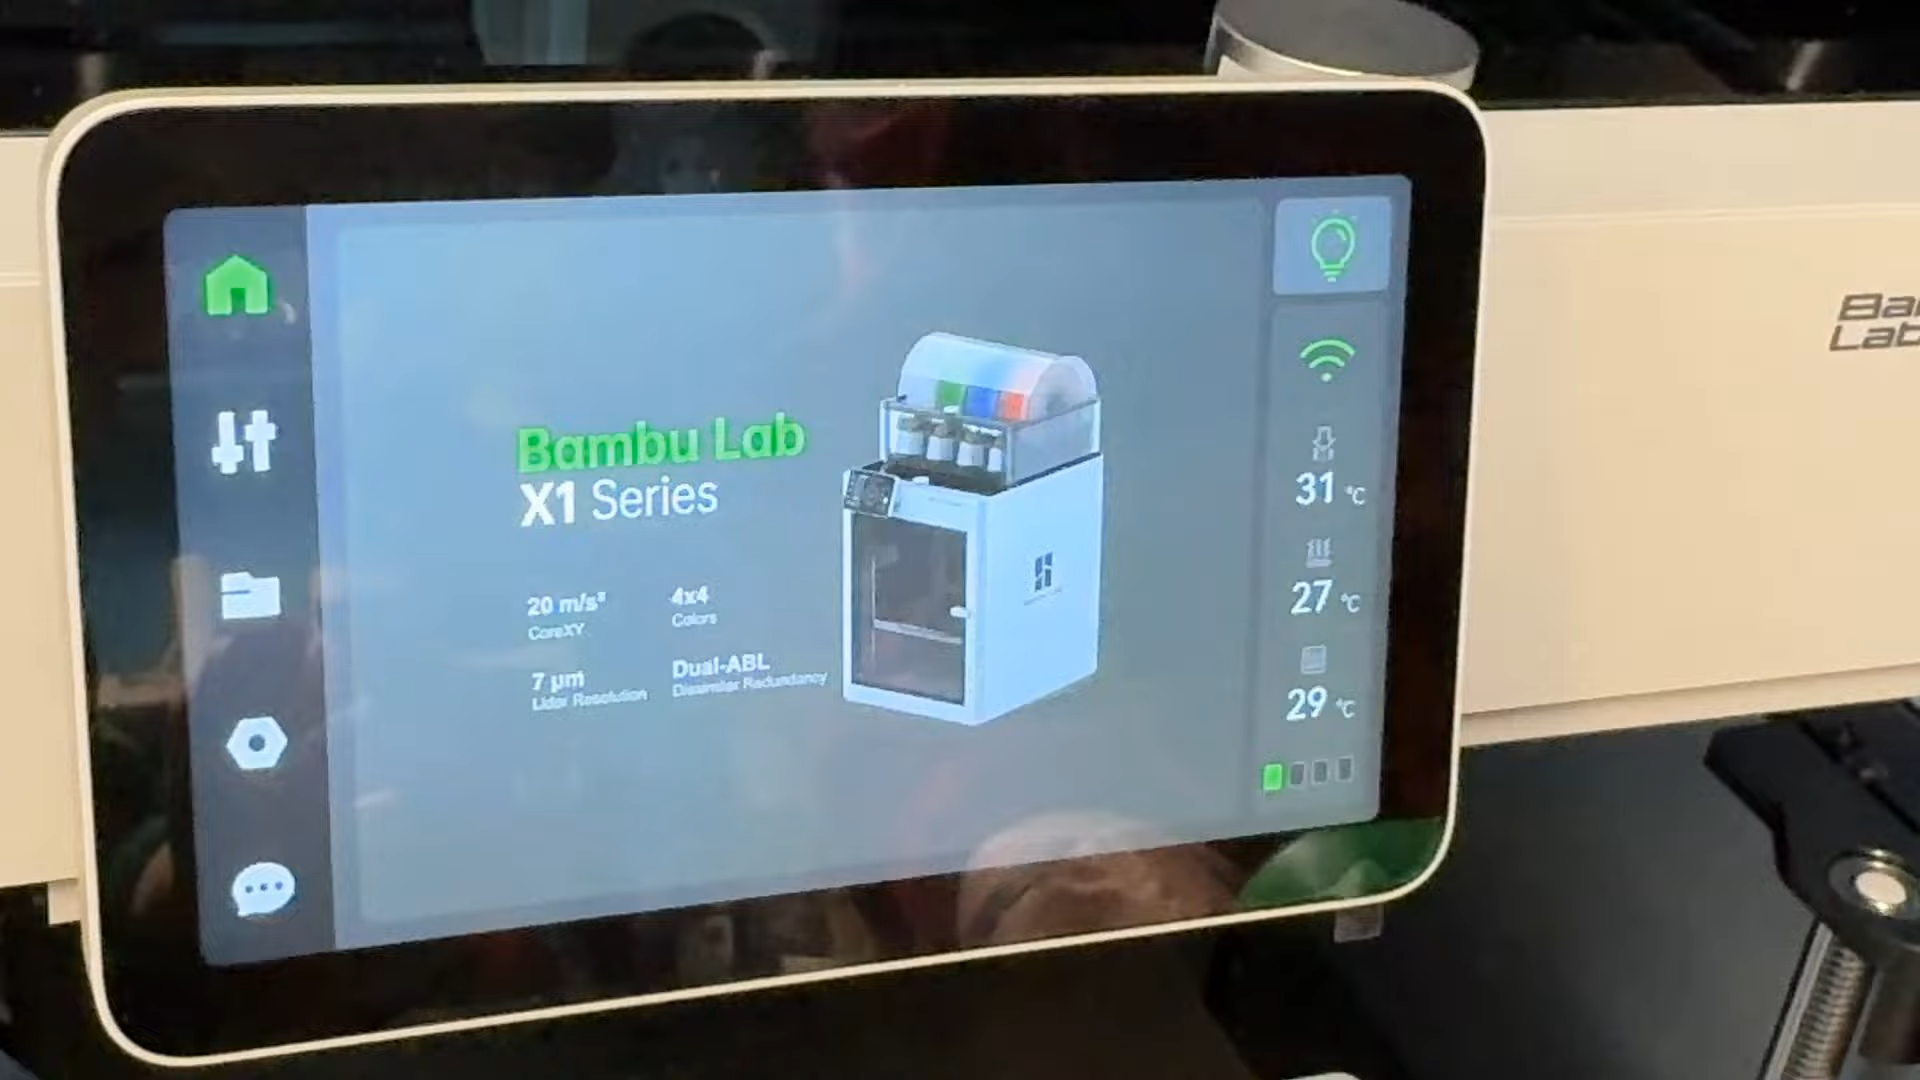 Bambu Lab
X1 Series
20 m/s²
CoreXY
4x4
Colors
7 µm
Lidar Resolution
Dual-ABL
Dissimilar Redundancy
31 °C
27 °C
29 °C
Lab